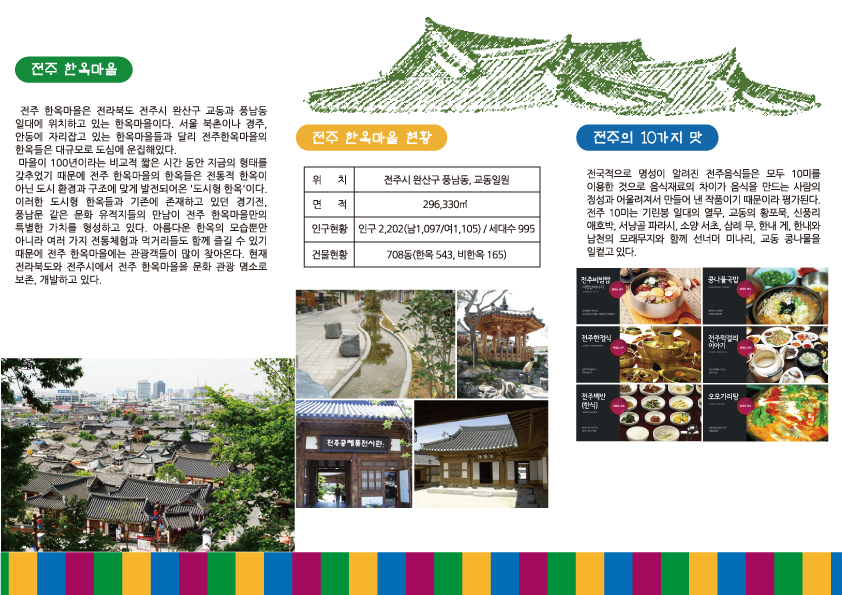 전주 한옥마을
전주 한옥마을은 전라북도 전주시 완산구 교동과 풍남동
일대에 위치하고 있는 한옥마을이다. 서울 북촌이나 경주,
안동에 자리잡고 있는 한옥마을들과 달리 전주한옥마을의
한옥들은 대규모로 도심에 운집해있다.
마을이 100년이라는 비교적 짧은 시간 동안 지금의 형태를
갖추었기 때문에 전주 한옥마을의 한옥들은 전통적 한옥이
아닌 도시 환경과 구조에 맞게 발전되어온 '도시형 한옥'이다.
이러한 도시형 한옥들과 기존에 존재하고 있던 경기전,
풍남문 같은 문화 유적지들의 만남이 전주 한옥마을만의
특별한 가치를 형성하고 있다. 아름다운 한옥의 모습뿐만
아니라 여러 가지 전통체험과 먹거리들도 함께 즐길 수 있기
때문에 전주 한옥마을에는 관광객들이 많이 찾아온다. 현재
전라북도와 전주시에서 전주 한옥마을을 문화 관광 명소로
보존, 개발하고 있다.
전주 한옥마을 현황
위 치 전주시 완산구 풍남동, 교동일원
면 적 296,330㎡
인구현황 인구 2,202(남1,097/여1,105) / 세대수 995
건물현황 708동(한옥 543, 비한옥 165)
전주공예품전시관
전주의 10가지 맛
전국적으로 명성이 알려진 전주음식들은 모두 10미를
이용한 것으로 음식재료의 차이가 음식을 만드는 사람의
정성과 어울려져서 만들어 낸 작품이기 때문이라 평가된다.
전주 10미는 기린봉 일대의 열무, 교동의 황포묵, 신풍리
애호박, 서낭골 파라시, 소양 서초, 삼례 무, 한내 게, 한내와
남천의 모래무지와 함께 선너머 미나리, 교동 콩나물을
일컫고 있다.
전주비빔밥
콩나물국밥
전주한정식
전주막걸리
이야기
전주백반
(한식)
오모가리탕